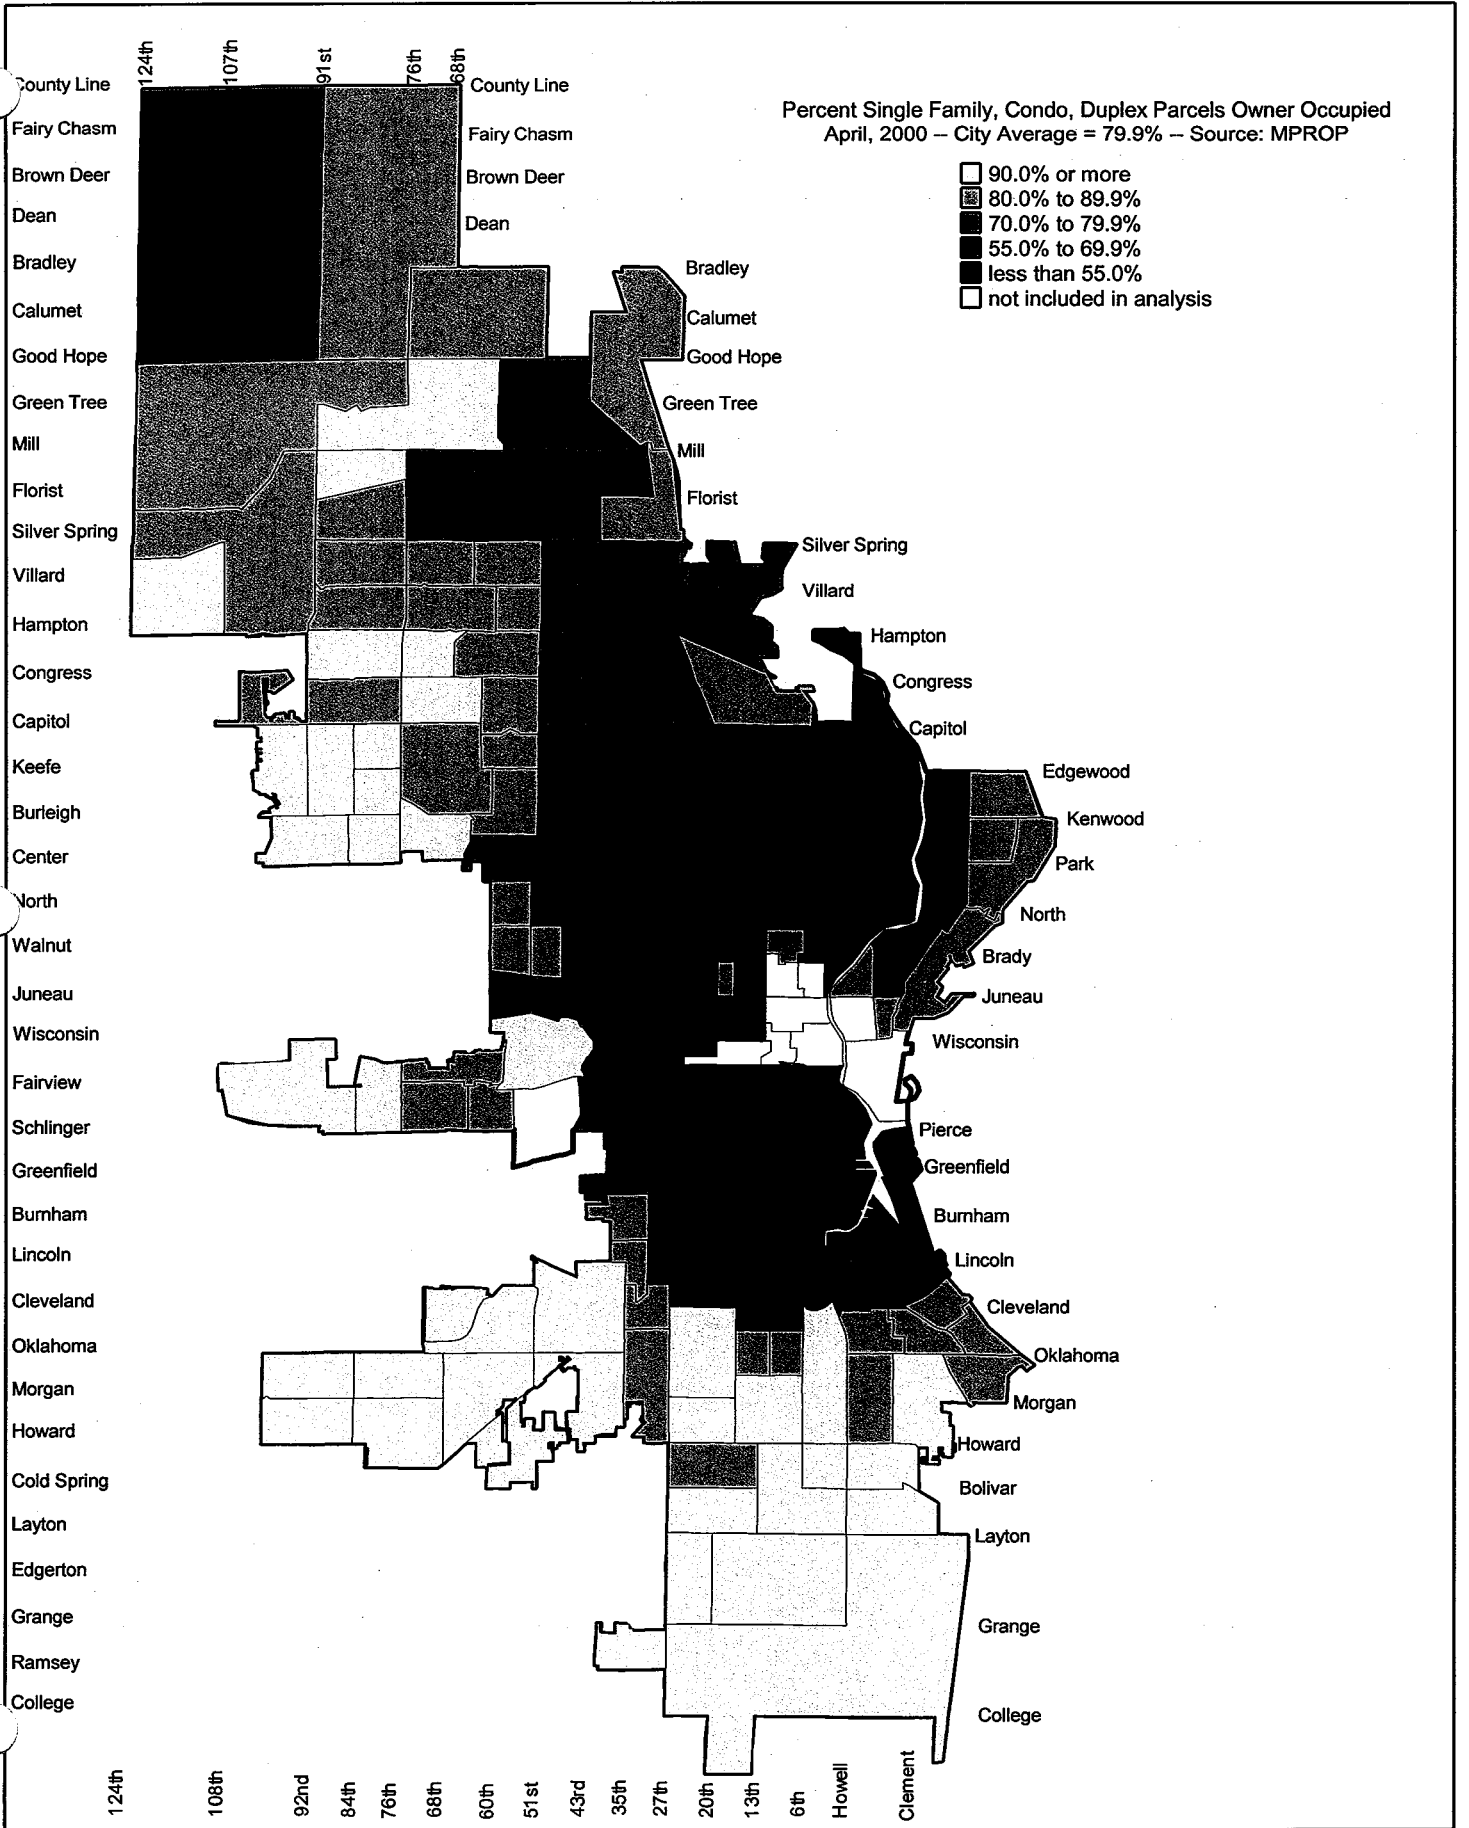 124th
107th
91st
76th
68th
County Line
County Line
Percent Single Family, Condo, Duplex Parcels Owner Occupied
April, 2000 -- City Average = 79.9% -- Source: MPROP
90.0% or more
80.0% to 89.9%
70.0% to 79.9%
55.0% to 69.9%
less than 55.0%
not included in analysis
Fairy Chasm
Fairy Chasm
Brown Deer
Brown Deer
Dean
Dean
Bradley
Bradley
Calumet
Calumet
Good Hope
Good Hope
Green Tree
Green Tree
Mill
Mill
Florist
Florist
Silver Spring
Silver Spring
Villard
Villard
Hampton
Hampton
Congress
Congress
Capitol
Capitol
Keefe
Edgewood
Burleigh
Kenwood
Center
Park
North
North
Walnut
Brady
Juneau
Juneau
Wisconsin
Wisconsin
Fairview
Schlinger
Pierce
Greenfield
Greenfield
Burnham
Burnham
Lincoln
Lincoln
Cleveland
Cleveland
Oklahoma
Oklahoma
Morgan
Morgan
Howard
Howard
Cold Spring
Bolivar
Layton
Layton
Edgerton
Grange
Grange
Ramsey
College
College
124th
108th
92nd
84th
76th
68th
60th
51st
43rd
35th
27th
20th
13th
6th
Howell
Clement